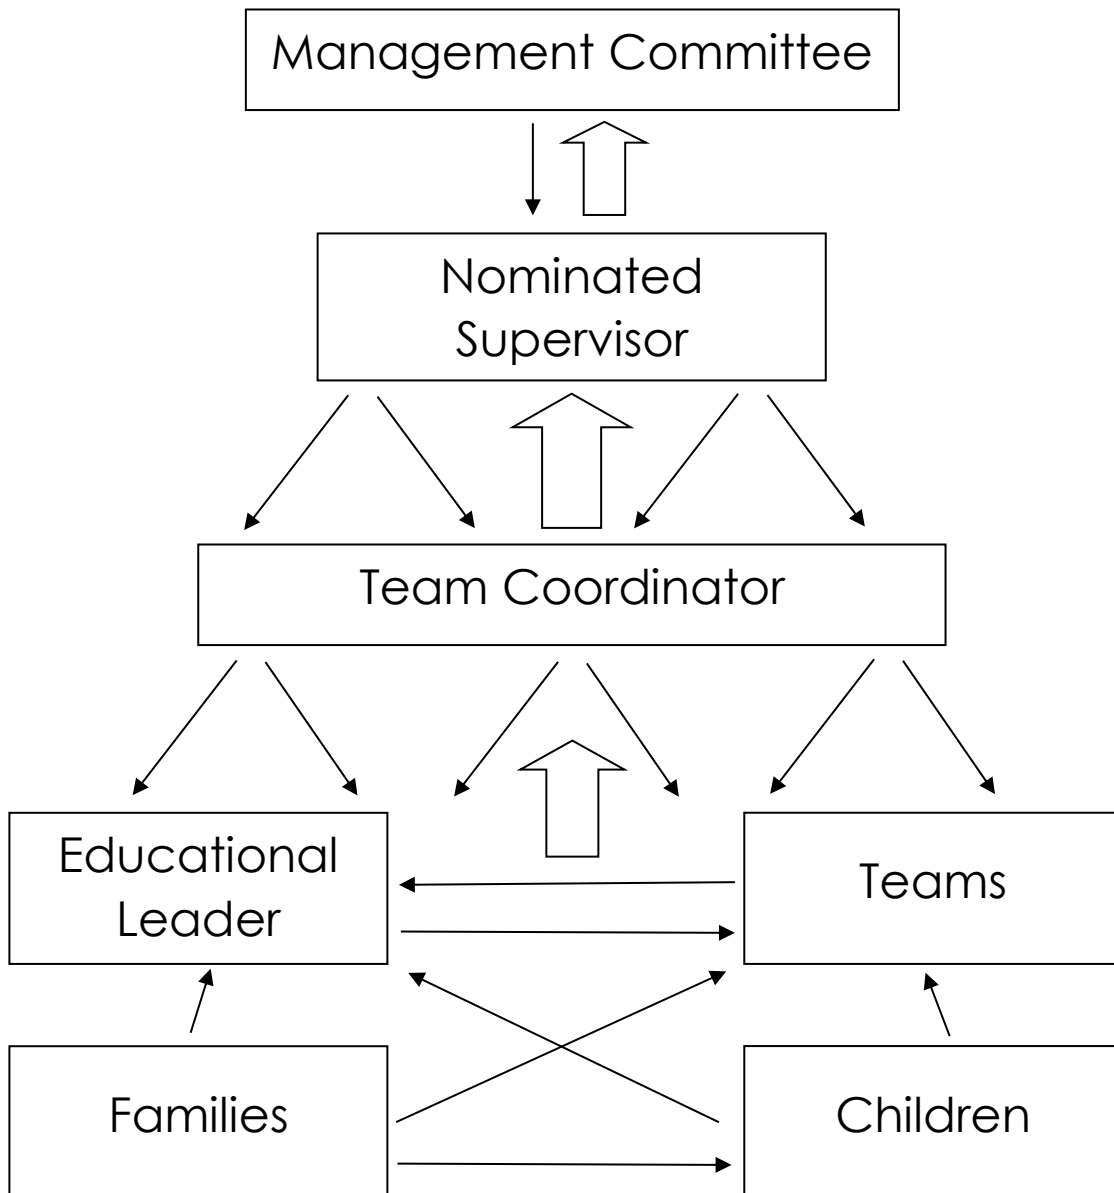 Management Committee
Nominated
Supervisor
Team Coordinator
Educational
Leader
Teams
Families
Children